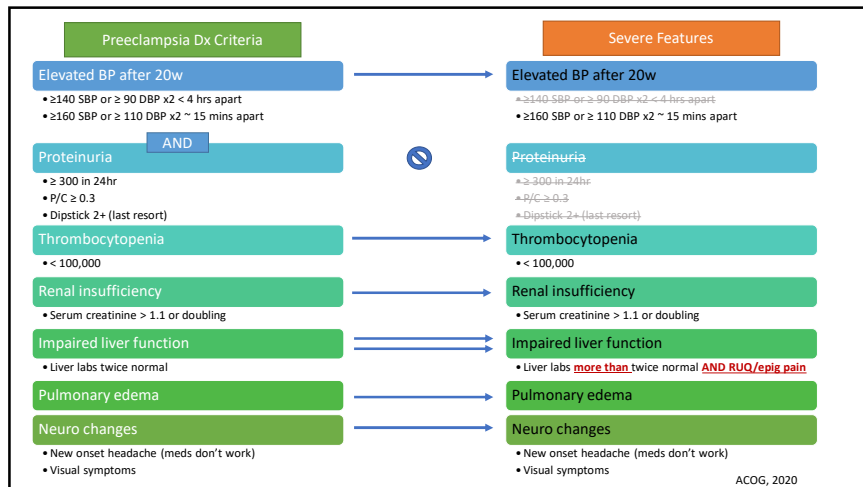 Preeclampsia Dx Criteria
Elevated BP after 20w
• ≥140 SBP or ≥ 90 DBP x2 < 4 hrs apart
• ≥160 SBP or ≥ 110 DBP x2 ~ 15 mins apart
AND
Proteinuria
• ≥ 300 in 24hr
• P/C ≥ 0.3
• Dipstick 2+ (last resort)
Thrombocytopenia
• < 100,000
Renal insufficiency
• Serum creatinine > 1.1 or doubling
Impaired liver function
• Liver labs twice normal
Pulmonary edema
Neuro changes
• New onset headache (meds don't work)
• Visual symptoms
Severe Features
Elevated BP after 20w
• ≥140 SBP or ≥ 90 DBP x2 < 4 hrs apart
• ≥160 SBP or ≥ 110 DBP x2 ~ 15 mins apart
Proteinuria
• ≥ 300 in 24hr
• P/C ≥ 0.3
• Dipstick 2+ (last resort)
Thrombocytopenia
• < 100,000
Renal insufficiency
• Serum creatinine > 1.1 or doubling
Impaired liver function
• Liver labs more than twice normal AND RUQ/epig pain
Pulmonary edema
Neuro changes
• New onset headache (meds don't work)
• Visual symptoms
ACOG, 2020